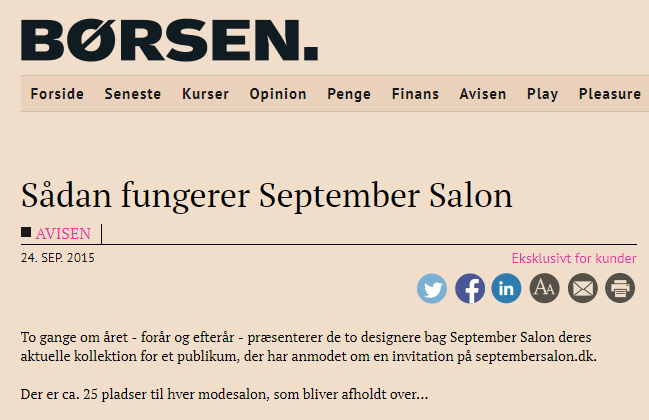 BØRSEN.
Forside Seneste Kurser Opinion Penge Finans Avisen Play Pleasure
Sådan fungerer September Salon
AVISEN
24. SEP. 2015 Eksklusivt for kunder
AA
To gange om året - forår og efterår - præsenterer de to designere bag September Salon deres
aktuelle kollektion for et publikum, der har anmodet om en invitation på septembersalon.dk.
Der er ca. 25 pladser til hver modesalon, som bliver afholdt over...